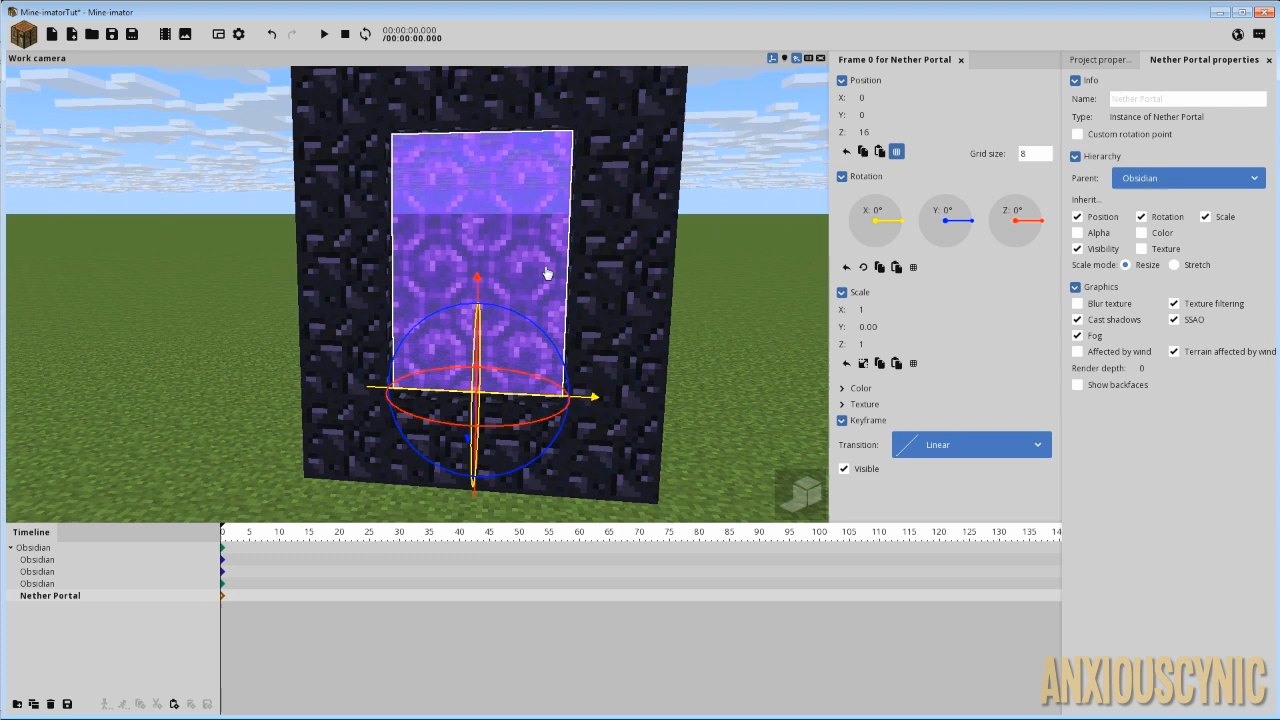 Mine-imatorTut* - Mine-imator
00:00:00.000
/00:00:00.000
Work camera
Frame 0 for Nether Portal
Position
X: 0
Y: 0
Z: 16
Grid size: 8
Rotation
X: 0° Y: 0° Z: 0°
Scale
X: 1
Y: 0.00
Z: 1
Color
Texture
Keyframe
Transition: Linear
Visible
Project proper... Nether Portal properties
Info
Name: Nether Portal
Type: Instance of Nether Portal
Custom rotation point
Hierarchy
Parent: Obsidian
Inherit...
Position Rotation Scale
Alpha Color
Visibility Texture
Scale mode: Resize Stretch
Graphics
Blur texture Texture filtering
Cast shadows SSAO
Fog
Affected by wind Terrain affected by wind
Render depth: 0
Show backfaces
Timeline
0 5 10 15 20 25 30 35 40 45 50 55 60 65 70 75 80 85 90 95 100 105 110 115 120 125 130 135 14
Obsidian
Obsidian
Obsidian
Obsidian
Nether Portal
ANXIOUSCYNIC